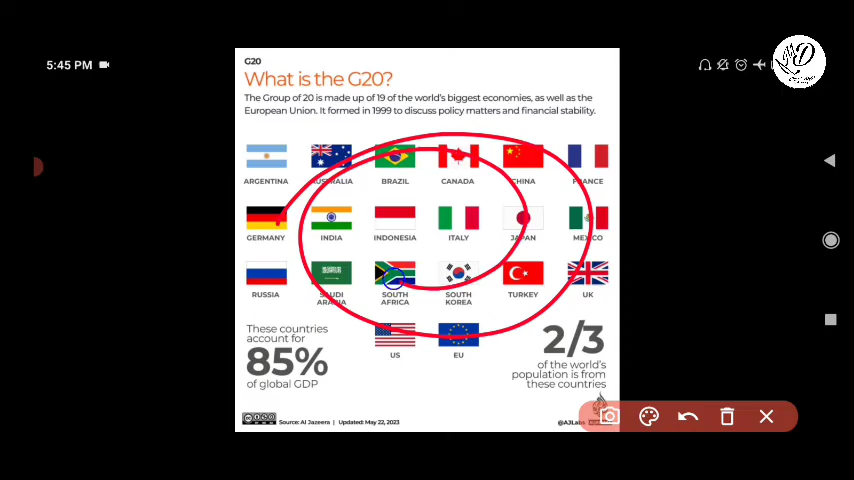 5:45 PM
G20
What is the G20?
The Group of 20 is made up of 19 of the world's biggest economies, as well as the
European Union. It formed in 1999 to discuss policy matters and financial stability.
ARGENTINA AUSTRALIA BRAZIL CANADA CHINA FRANCE
GERMANY INDIA INDONESIA ITALY JAPAN MEXICO
RUSSIA SAUDI ARABIA SOUTH AFRICA SOUTH KOREA TURKEY UK
US EU
These countries
account for
85%
of global GDP
2/3
of the world's
population is from
these countries
Source: Al Jazeera | Updated: May 22, 2023
@AJLabs